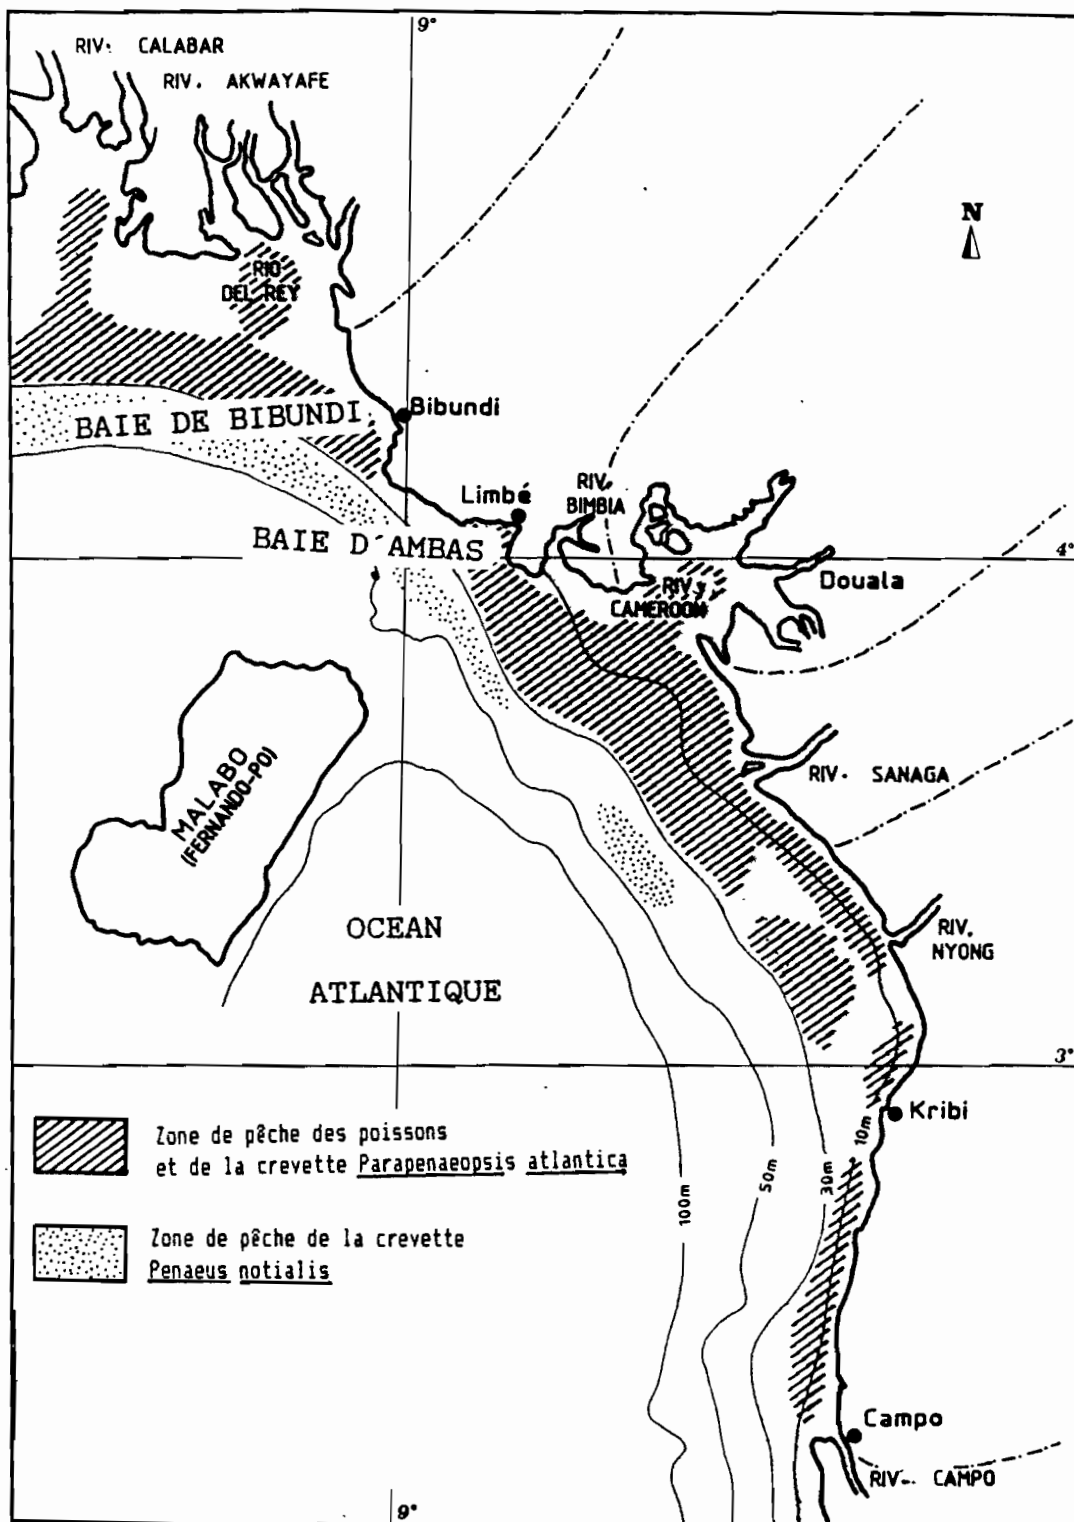 9°
RIV. CALABAR
RIV. AKWAYAFE
N
RIO
DEL REY
BAIE DE BIBUNDI
Bibundi
Limbé
RIV.
BIMBIA
BAIE D'AMBAS
4°
Douala
RIV.
CAMEROON
RIV. SANAGA
MALABO
(FERNANDO-PO)
OCEAN
ATLANTIQUE
RIV.
NYONG
3°
Kribi
10m
30m
50m
100m
Zone de pêche des poissons
et de la crevette Parapenaeopsis atlantica
Zone de pêche de la crevette
Penaeus notialis
Campo
RIV. CAMPO
9°